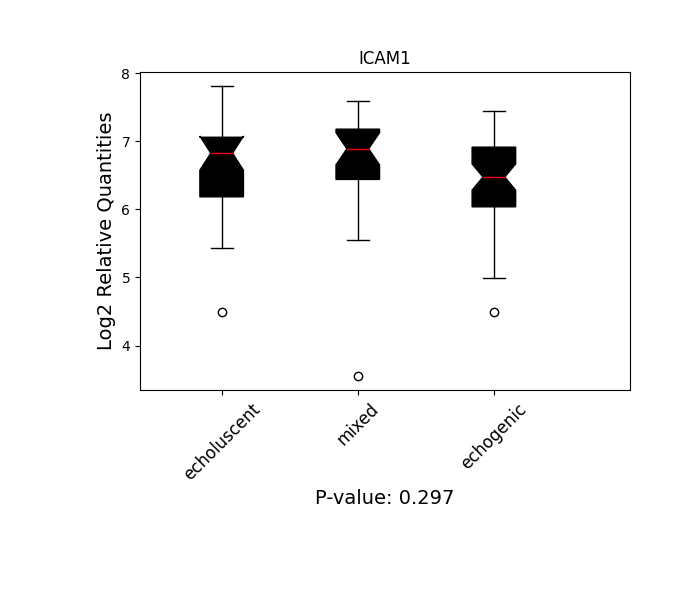 ICAM1
Log2 Relative Quantities
8
7
6
5
4
echoluscent
mixed
echogenic
P-value: 0.297